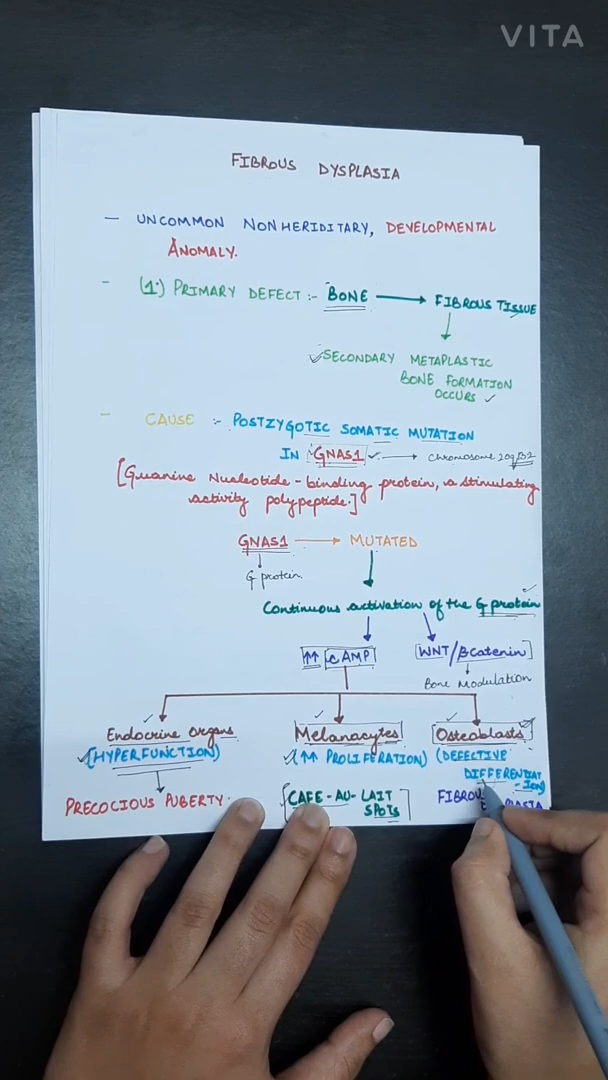 VITA
FIBROUS DYSPLASIA
- UNCOMMON NONHERIDITARY, DEVELOPMENTAL
ANOMALY.
- (1.) PRIMARY DEFECT :- BONE → FIBROUS TISSUE
SECONDARY METAPLASTIC
BONE FORMATION
OCCURS
- CAUSE :- POSTZYGOTIC SOMATIC MUTATION
IN GNAS1 → Chromosome 20q13.2
[Guanine Nucleotide - binding protein, α stimulating
activity polypeptide.]
GNAS1 → MUTATED
G protein.
Continuous activation of the G protein
↑↑ cAMP WNT/βcatenin
Bone Modulation
Endocrine Organs Melanocytes Osteoblasts
(HYPERFUNCTION) (↑↑ PROLIFERATION) (DEFECTIVE
DIFFERENTIAT
-ION)
PRECOCIOUS PUBERTY. [CAFE-AU-LAIT
SPOTS]